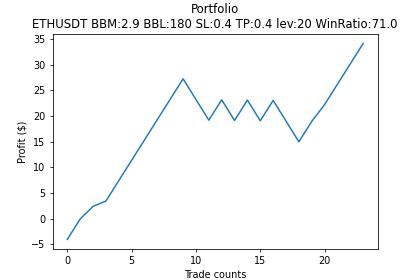 Portfolio
ETHUSDT BBM:2.9 BBL:180 SL:0.4 TP:0.4 lev:20 WinRatio:71.0
35
30
25
20
15
10
5
0
−5
Profit ($)
0 5 10 15 20
Trade counts